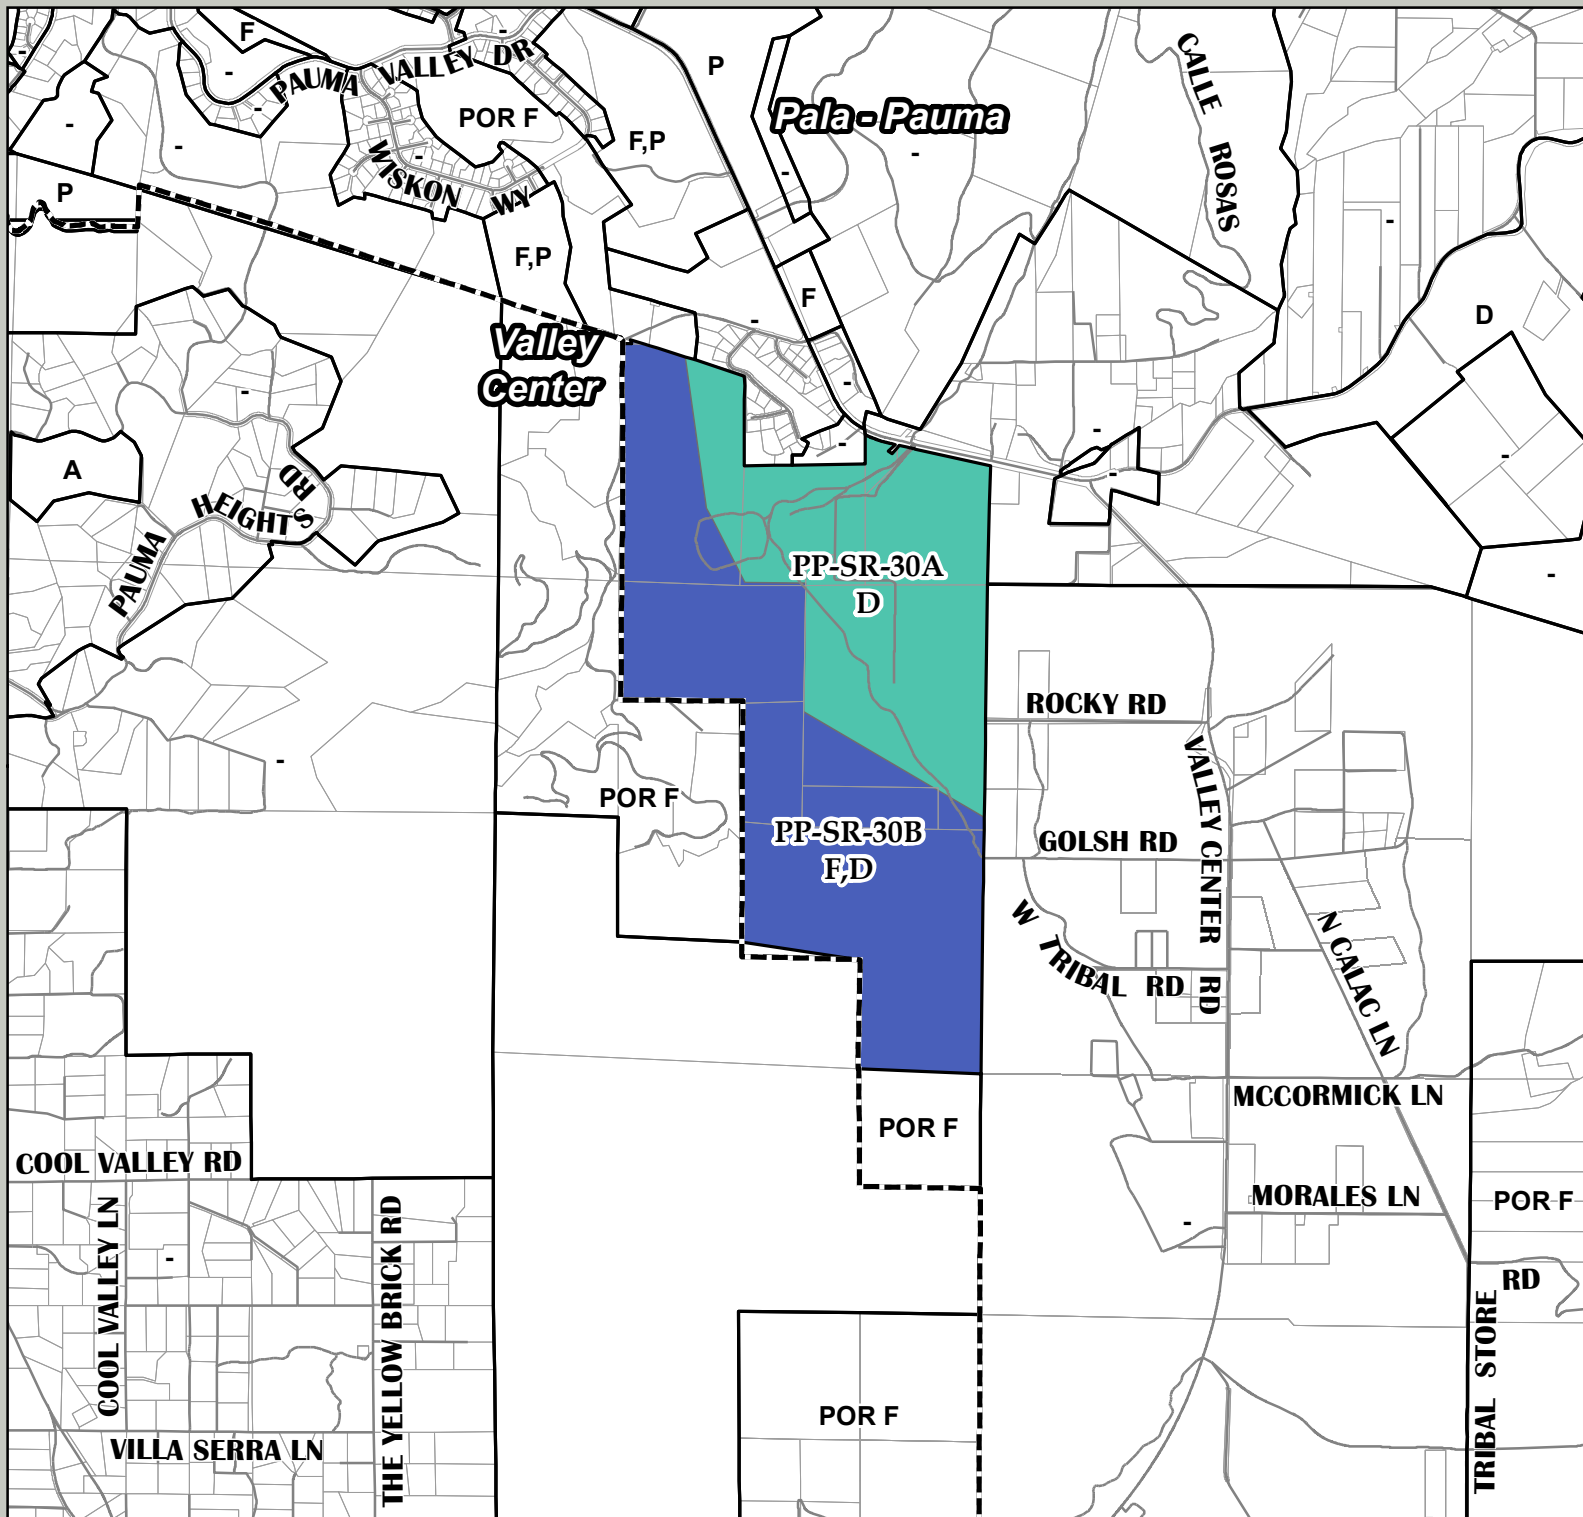 F
P
-
-
-
-
PAUMA VALLEY DR
POR F
F,P
Pala - Pauma
-
-
-
-
-
CALLE ROSAS
WISKON WY
P
-
F,P
F
-
D
Valley
Center
-
-
-
-
-
A
PAUMA HEIGHTS RD
-
PP-SR-30A
D
-
ROCKY RD
-
POR F
PP-SR-30B
F,D
GOLSH RD
VALLEY CENTER RD
W TRIBAL RD
N CALAC LN
MCCORMICK LN
POR F
COOL VALLEY RD
MORALES LN
POR F
-
-
COOL VALLEY LN
THE YELLOW BRICK RD
TRIBAL STORE RD
POR F
VILLA SERRA LN